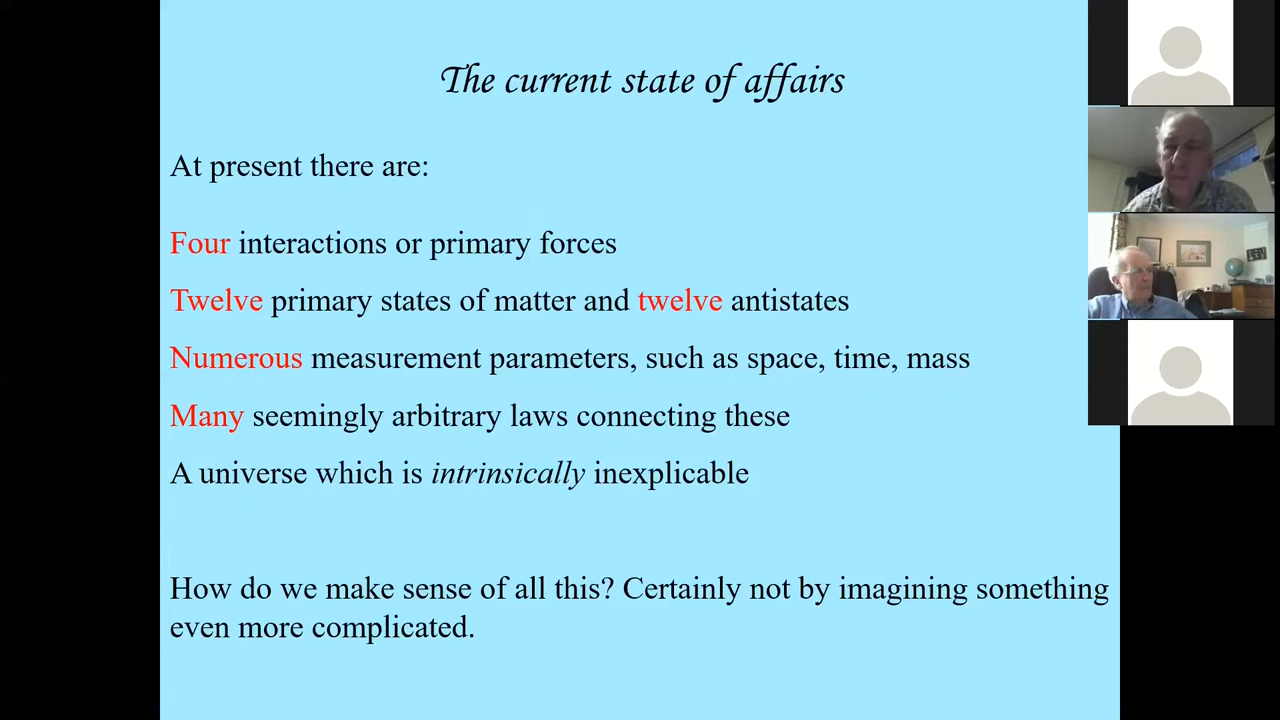 The current state of affairs
At present there are:
Four interactions or primary forces
Twelve primary states of matter and twelve antistates
Numerous measurement parameters, such as space, time, mass
Many seemingly arbitrary laws connecting these
A universe which is intrinsically inexplicable
How do we make sense of all this? Certainly not by imagining something
even more complicated.